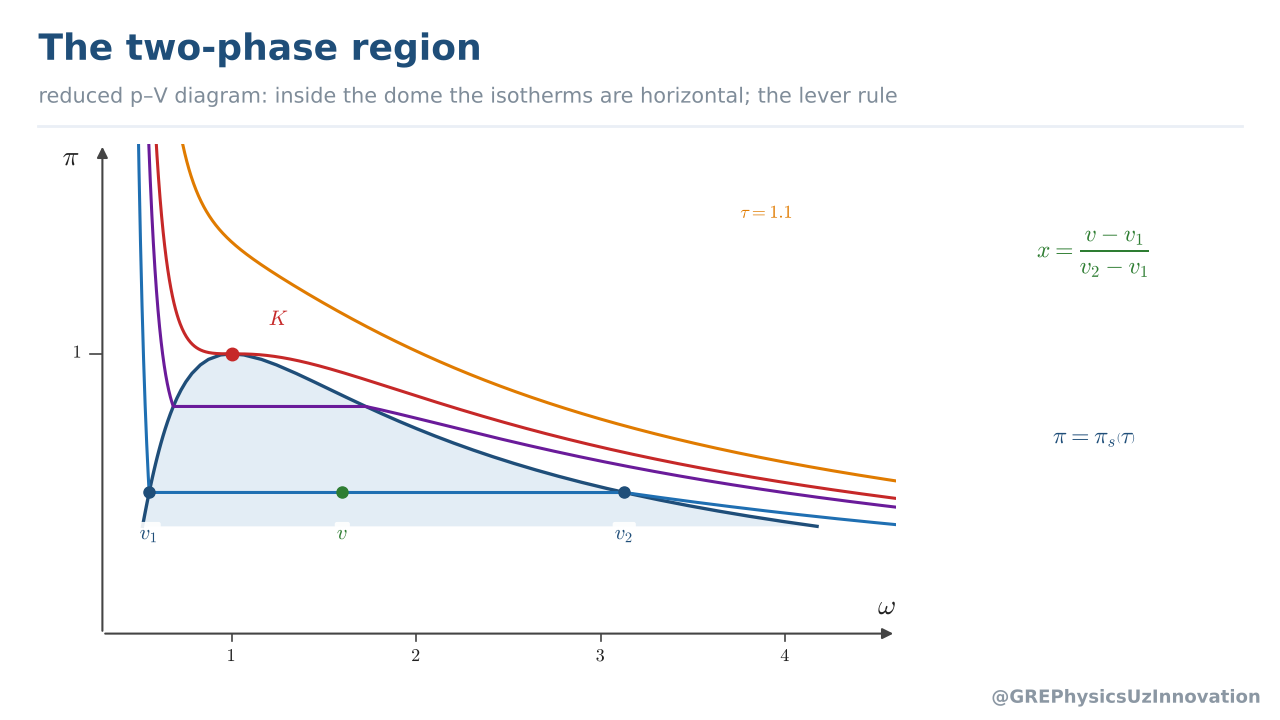 The two-phase region
reduced p–V diagram: inside the dome the isotherms are horizontal; the lever rule
π
τ = 1.1
x = (v − v₁)/(v₂ − v₁)
K
1
π = πₛ(τ)
v₁ v v₂
ω
1 2 3 4
@GREPhysicsUzInnovation